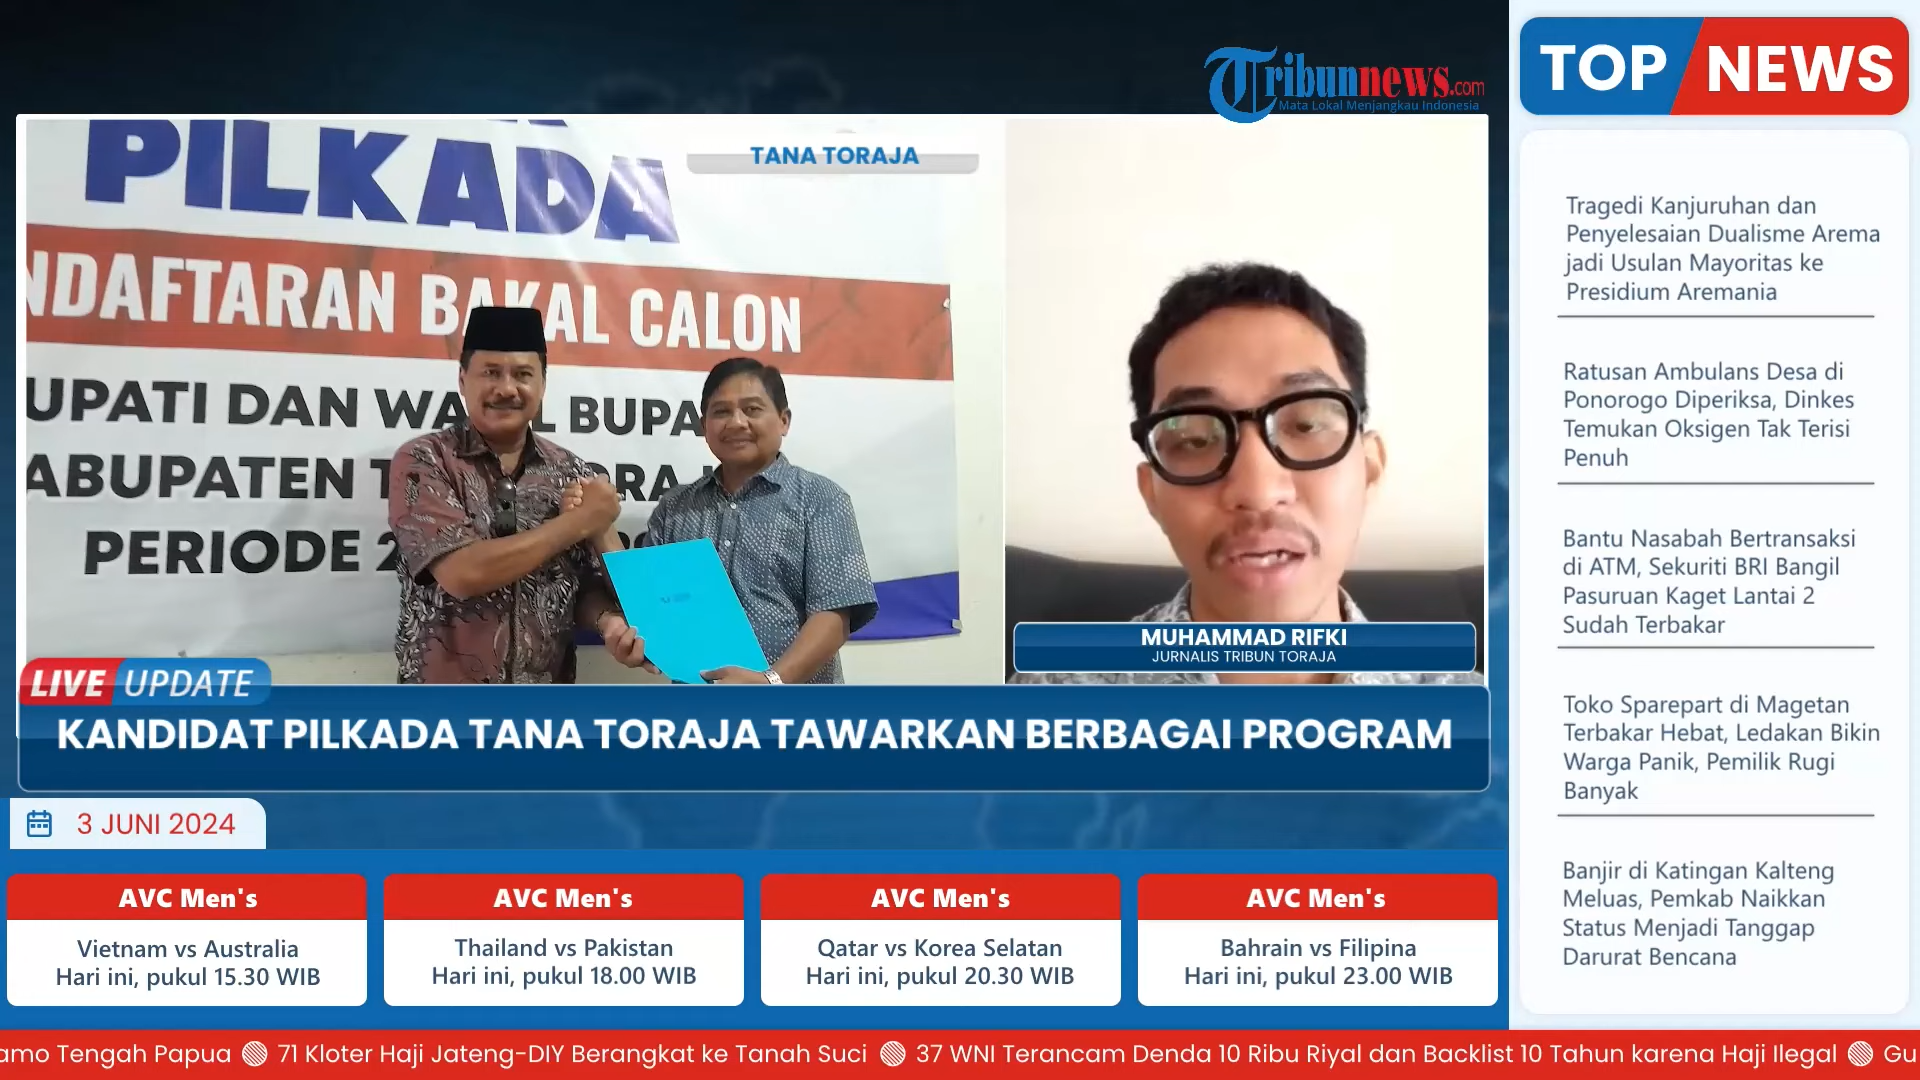 Tribunnews.com
Mata Lokal Menjangkau Indonesia
TOP NEWS
TANA TORAJA
PILKADA
NDAFTARAN BAKAL CALON
UPATI DAN WAKIL BUPA
ABUPATEN T ORAJ
PERIODE 2
MUHAMMAD RIFKI
JURNALIS TRIBUN TORAJA
LIVE UPDATE
KANDIDAT PILKADA TANA TORAJA TAWARKAN BERBAGAI PROGRAM
3 JUNI 2024
AVC Men's
Vietnam vs Australia
Hari ini, pukul 15.30 WIB
AVC Men's
Thailand vs Pakistan
Hari ini, pukul 18.00 WIB
AVC Men's
Qatar vs Korea Selatan
Hari ini, pukul 20.30 WIB
AVC Men's
Bahrain vs Filipina
Hari ini, pukul 23.00 WIB
Tragedi Kanjuruhan dan
Penyelesaian Dualisme Arema
jadi Usulan Mayoritas ke
Presidium Aremania
Ratusan Ambulans Desa di
Ponorogo Diperiksa, Dinkes
Temukan Oksigen Tak Terisi
Penuh
Bantu Nasabah Bertransaksi
di ATM, Sekuriti BRI Bangil
Pasuruan Kaget Lantai 2
Sudah Terbakar
Toko Sparepart di Magetan
Terbakar Hebat, Ledakan Bikin
Warga Panik, Pemilik Rugi
Banyak
Banjir di Katingan Kalteng
Meluas, Pemkab Naikkan
Status Menjadi Tanggap
Darurat Bencana
amo Tengah Papua 71 Kloter Haji Jateng-DIY Berangkat ke Tanah Suci 37 WNI Terancam Denda 10 Ribu Riyal dan Backlist 10 Tahun karena Haji Ilegal Gu